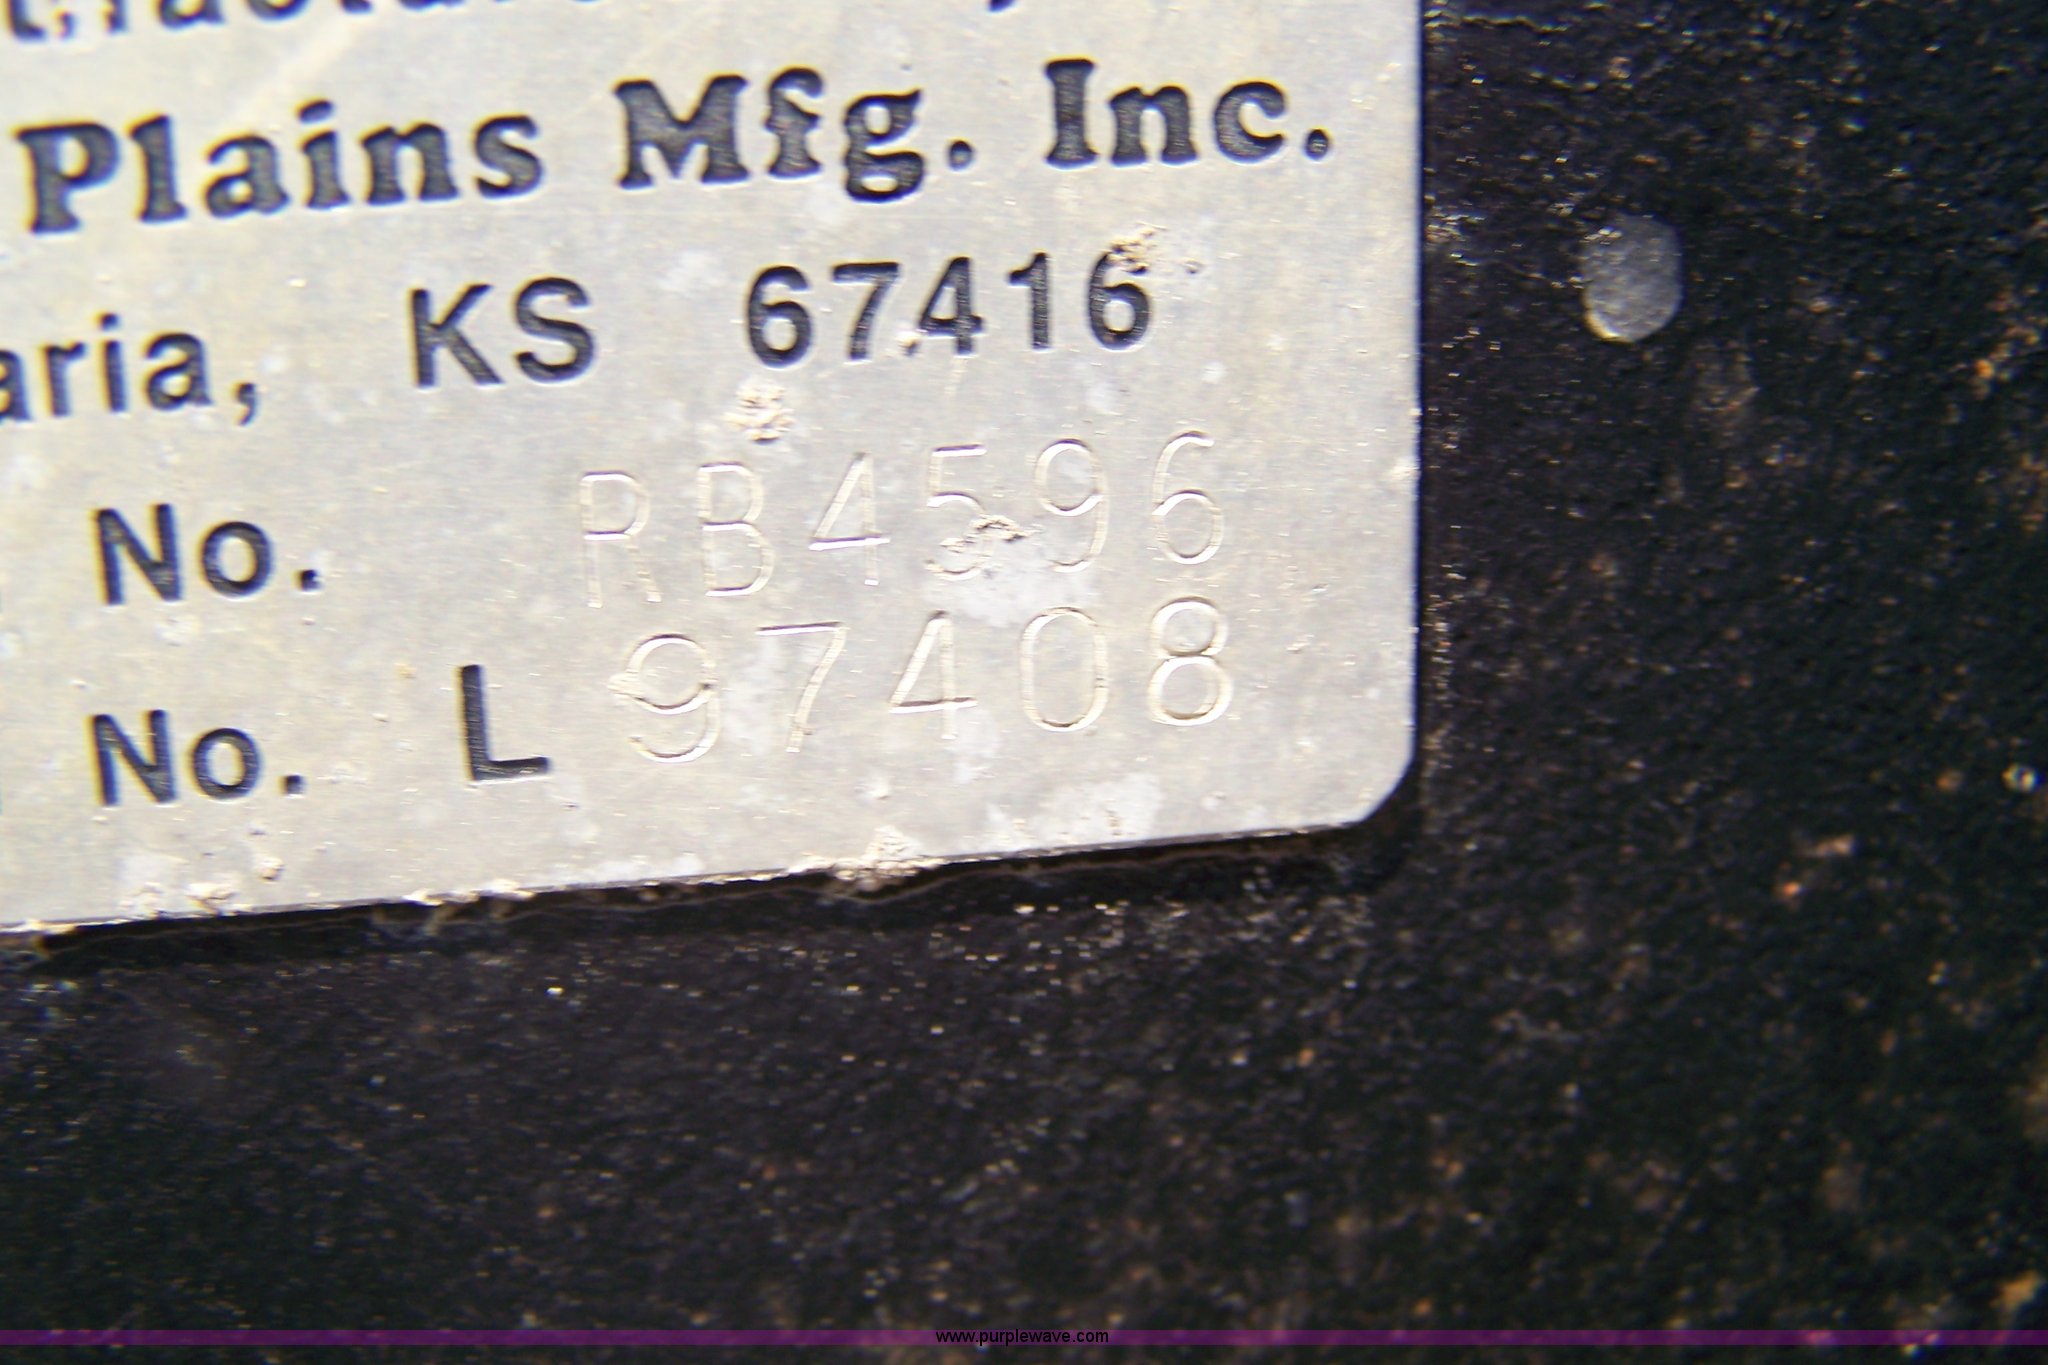 Plains Mfg. Inc.
aria, KS 67416
No. RB4596
No. L 97408
www.purplewave.com